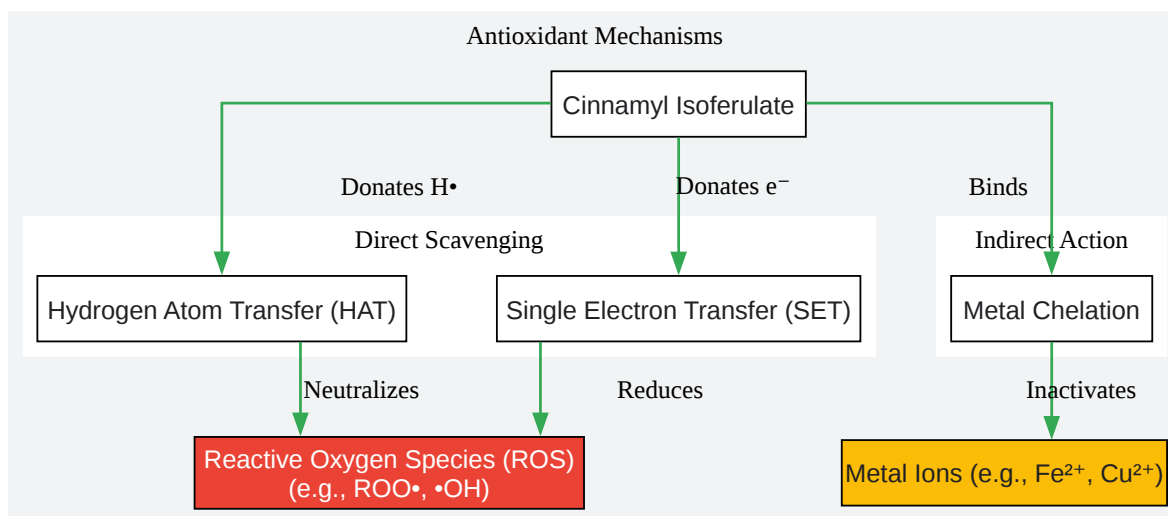 Antioxidant Mechanisms
Cinnamyl Isoferulate
Donates H•
Donates e⁻
Binds
Direct Scavenging
Indirect Action
Hydrogen Atom Transfer (HAT)
Single Electron Transfer (SET)
Metal Chelation
Neutralizes
Reduces
Inactivates
Reactive Oxygen Species (ROS)
(e.g., ROO•, •OH)
Metal Ions (e.g., Fe²⁺, Cu²⁺)